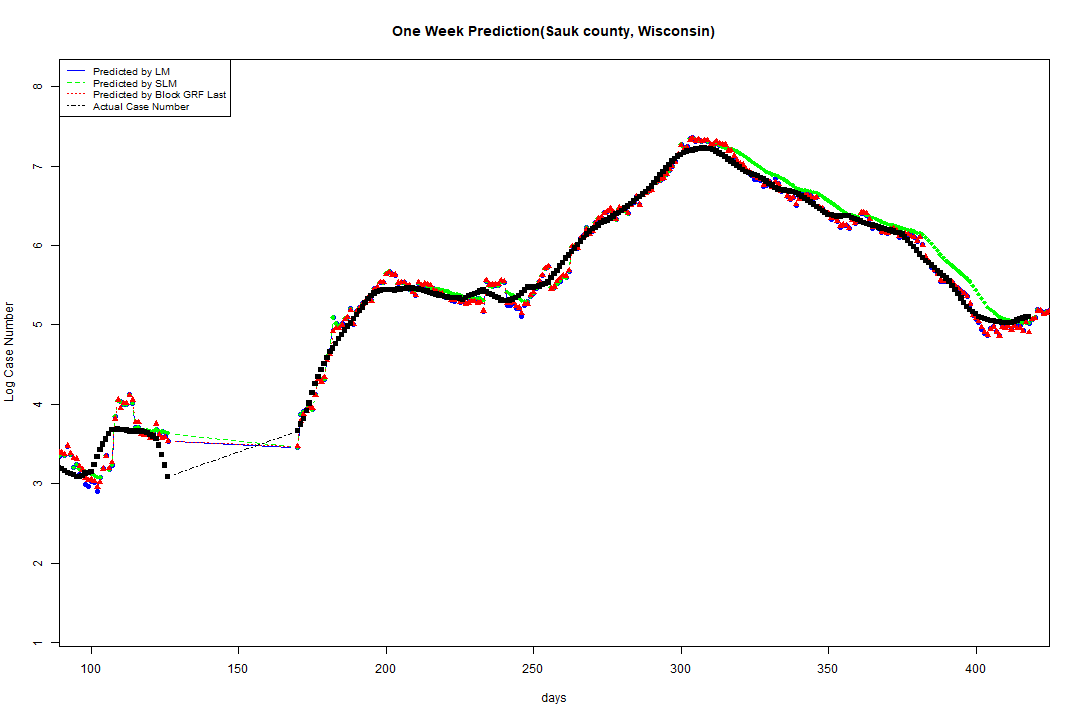 One Week Prediction(Sauk county, Wisconsin)
Predicted by LM
Predicted by SLM
Predicted by Block GRF Last
Actual Case Number
8
7
6
5
4
3
2
1
Log Case Number
100 150 200 250 300 350 400
days